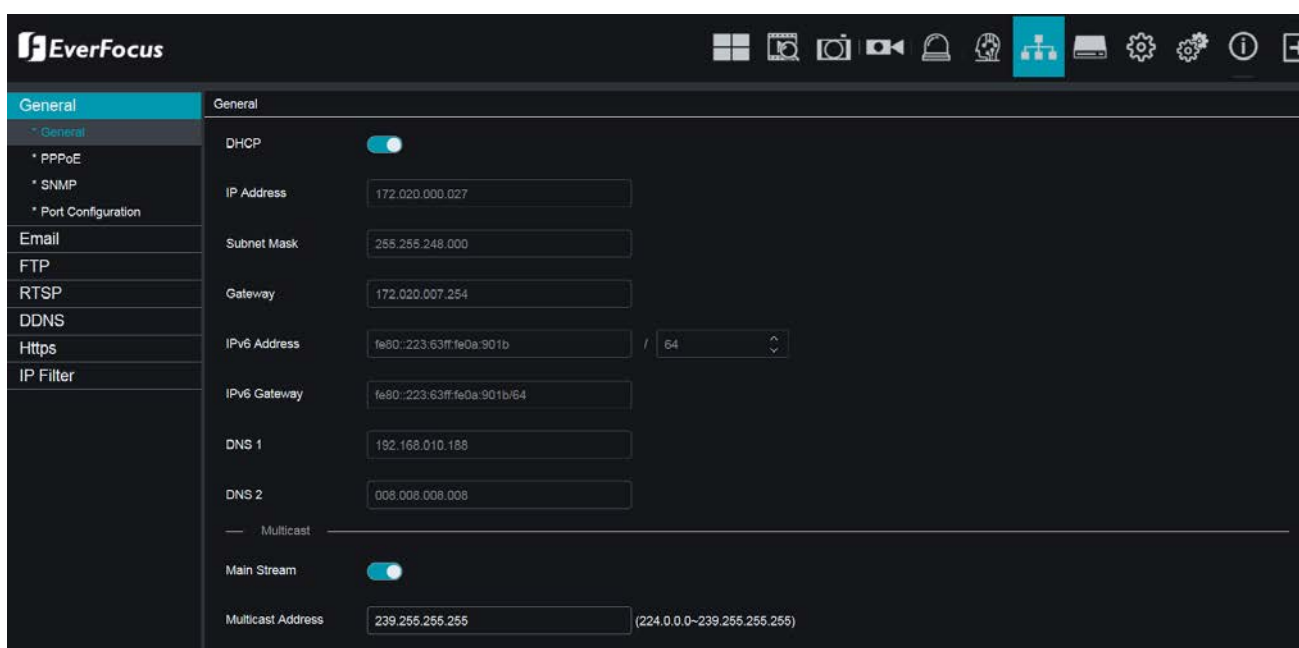 EverFocus
General
* General
* PPPoE
* SNMP
* Port Configuration
Email
FTP
RTSP
DDNS
Https
IP Filter
General
DHCP
IP Address 172.020.000.027
Subnet Mask 255.255.248.000
Gateway 172.020.007.254
IPv6 Address fe80::223:63ff:fe0a:901b / 64
IPv6 Gateway fe80::223:63ff:fe0a:901b/64
DNS 1 192.168.010.188
DNS 2 008.008.008.008
Multicast
Main Stream
Multicast Address 239.255.255.255 (224.0.0.0~239.255.255.255)